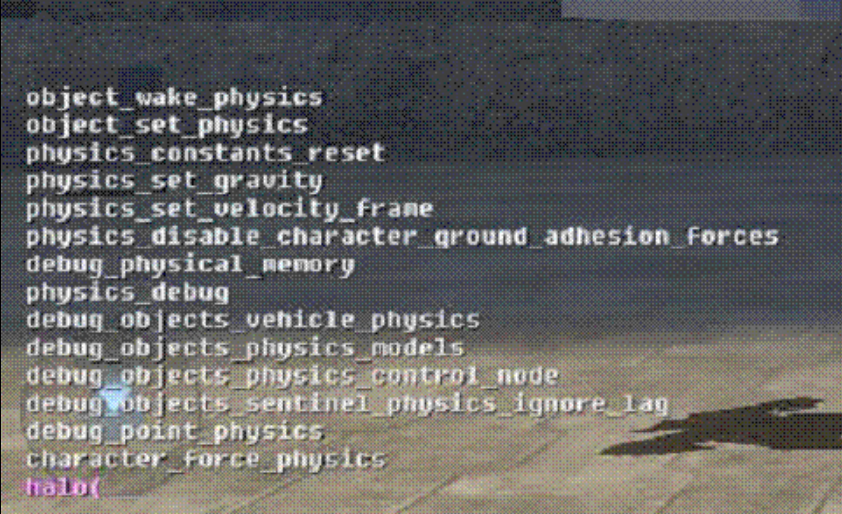 object_wake_physics
object_set_physics
physics_constants_reset
physics_set_gravity
physics_set_velocity_frame
physics_disable_character_ground_adhesion_forces
debug_physical_memory
physics_debug
debug_objects_vehicle_physics
debug_objects_physics_models
debug_objects_physics_control_node
debug_objects_sentinel_physics_ignore_lag
debug_point_physics
character_force_physics
halo(